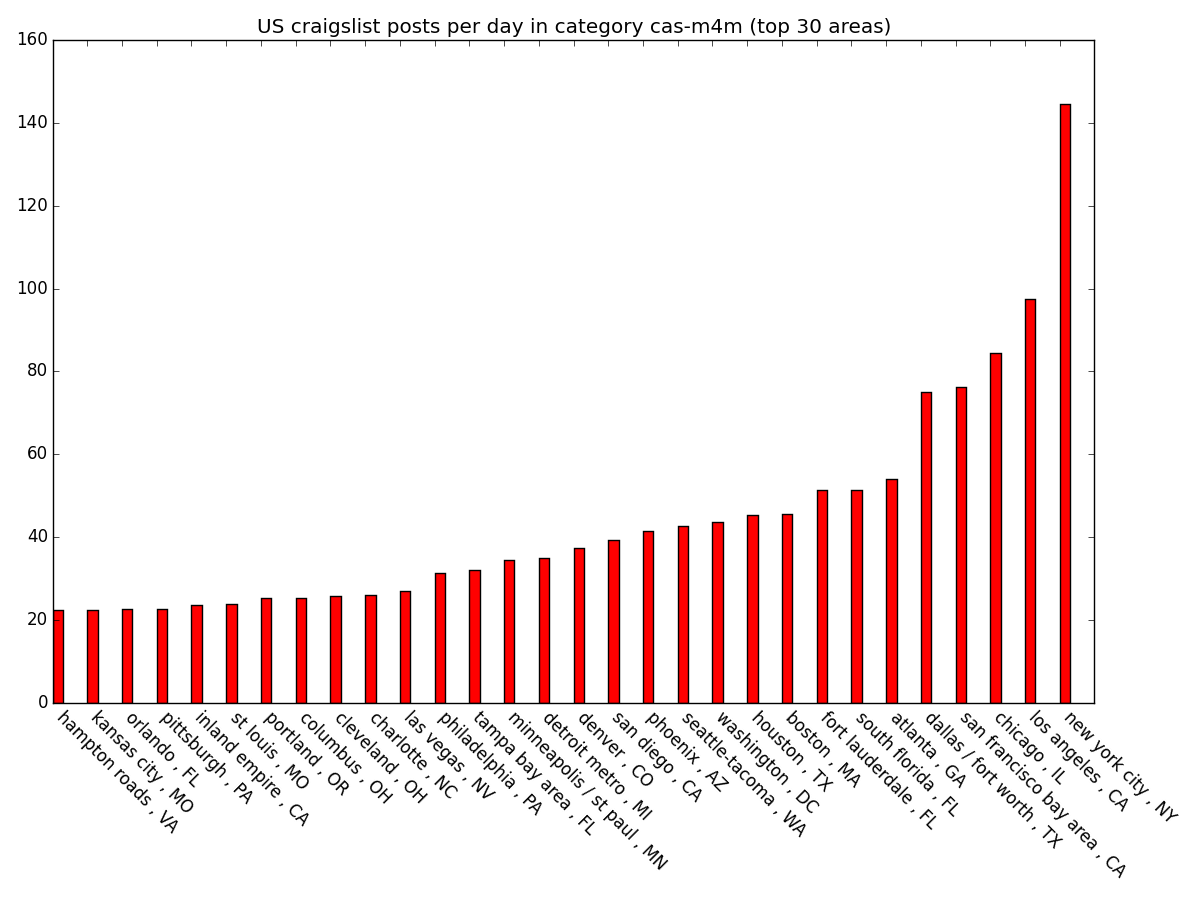 US craigslist posts per day in category cas-m4m (top 30 areas)
160
140
120
100
80
60
40
20
0
hampton roads , VA
kansas city , MO
orlando , FL
pittsburgh , PA
inland empire , CA
st louis , MO
portland , OR
columbus , OH
cleveland , OH
charlotte , NC
las vegas , NV
philadelphia , PA
tampa bay area , FL
minneapolis / st paul , MN
detroit metro , MI
denver , CO
san diego , CA
phoenix , AZ
seattle-tacoma , WA
washington , DC
houston , TX
boston , MA
fort lauderdale , FL
south florida , FL
atlanta , GA
dallas / fort worth , TX
san francisco bay area , CA
chicago , IL
los angeles , CA
new york city , NY